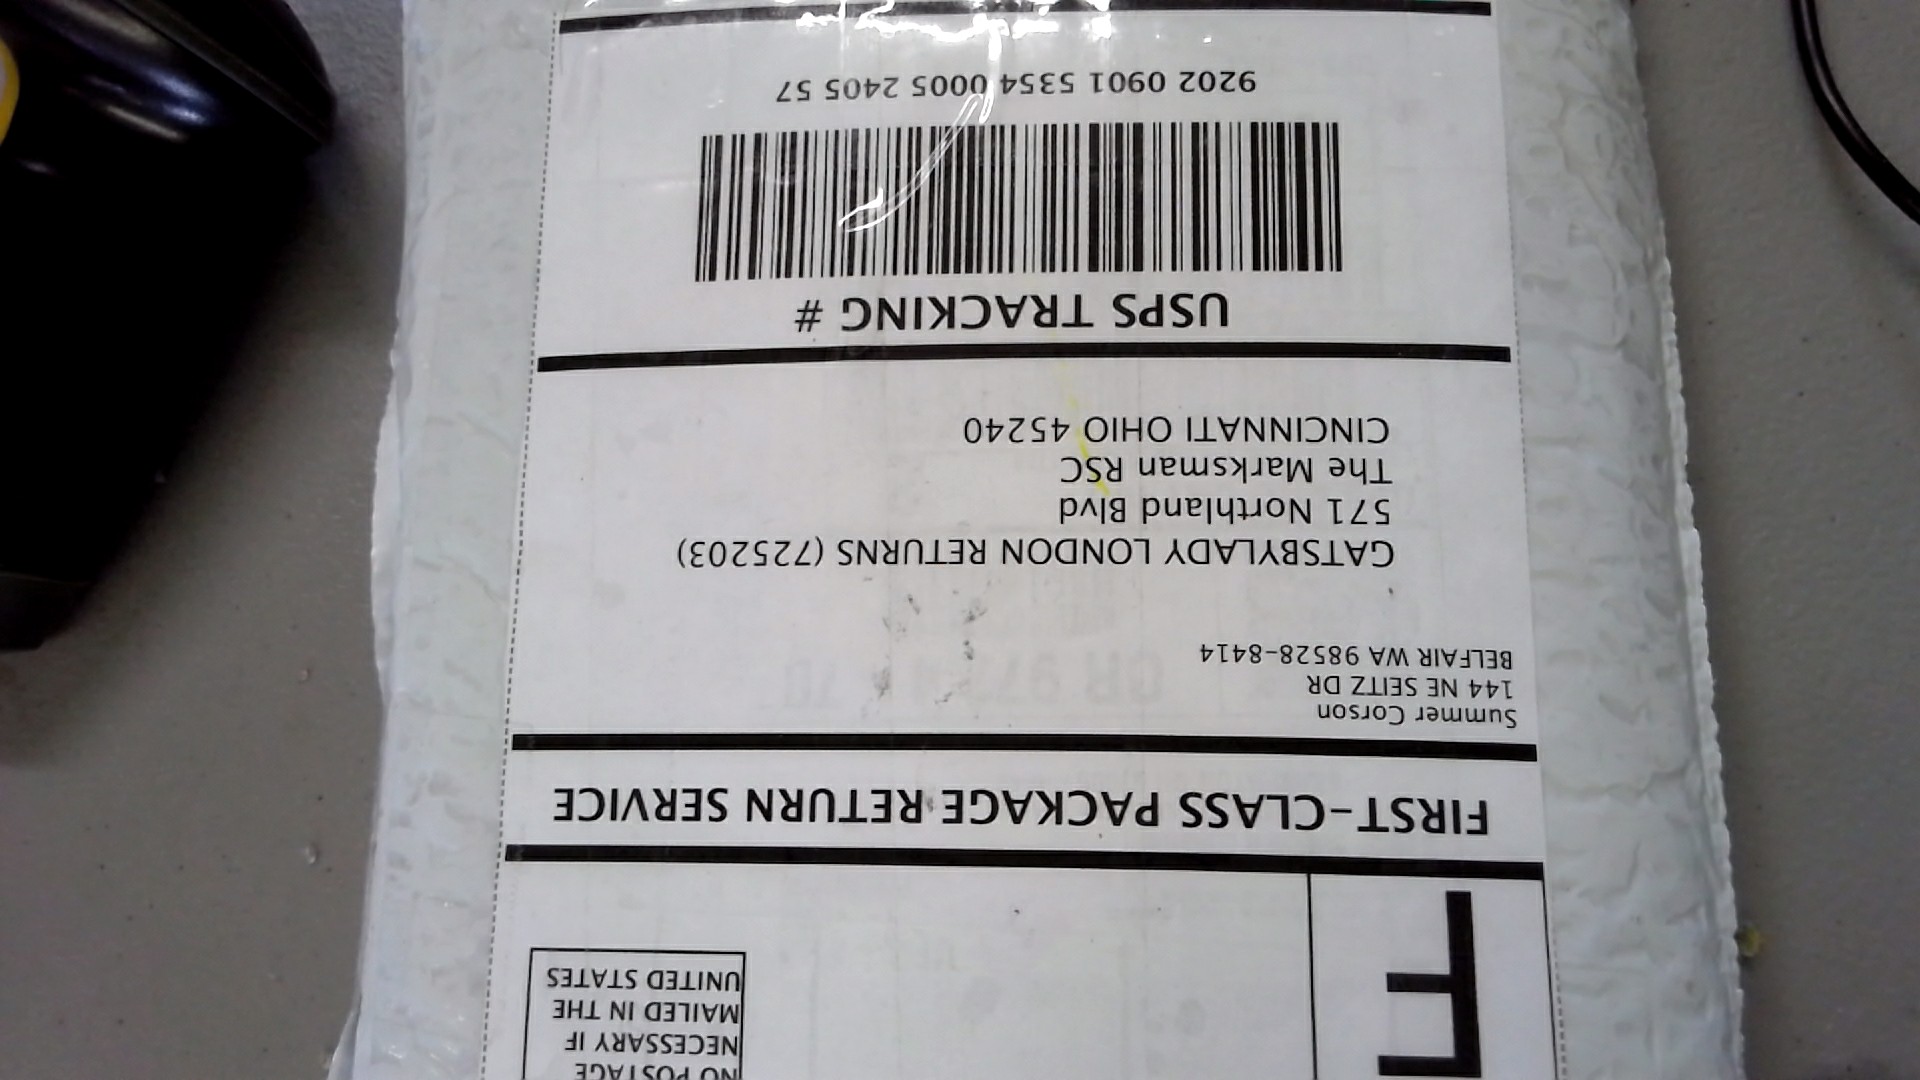 F
NO POSTAGE
NECESSARY IF
MAILED IN THE
UNITED STATES
FIRST-CLASS PACKAGE RETURN SERVICE
Summer Corson
144 NE SEITZ DR
BELFAIR WA 98528-8414
GATSBYLADY LONDON RETURNS (725203)
571 Northland Blvd
The Marksman RSC
CINCINNATI OHIO 45240
USPS TRACKING #
9202 0901 5354 0005 2405 57